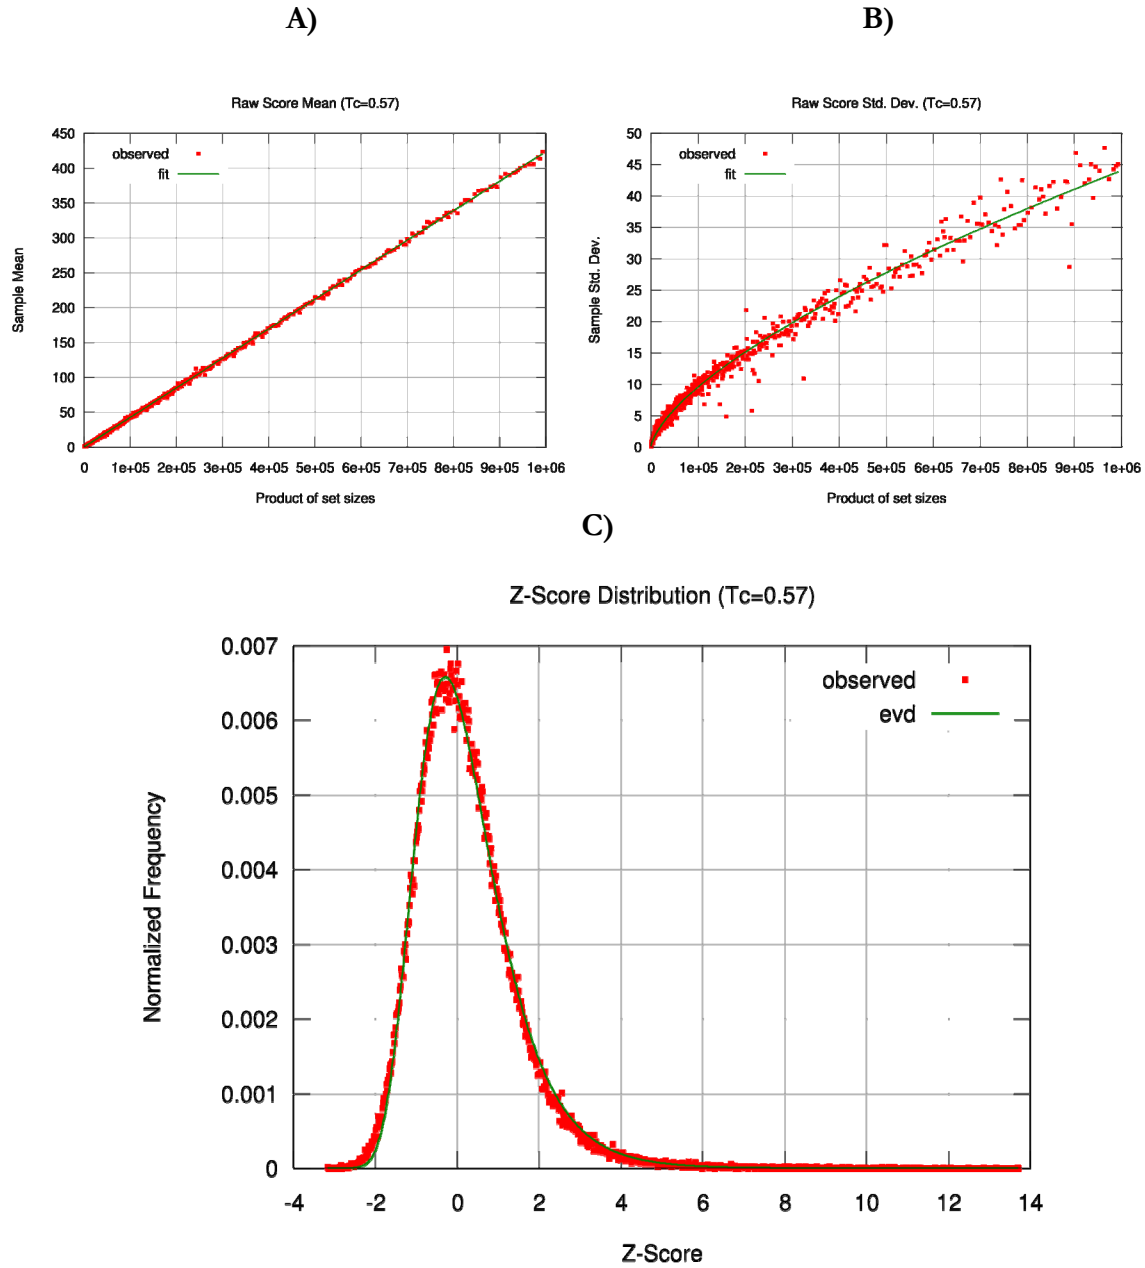 A)
B)
Raw Score Mean (Tc=0.57)
450
400
350
300
250
200
150
100
50
0
observed
fit
Sample Mean
0 1e+05 2e+05 3e+05 4e+05 5e+05 6e+05 7e+05 8e+05 9e+05 1e+06
Product of set sizes
Raw Score Std. Dev. (Tc=0.57)
50
45
40
35
30
25
20
15
10
5
0
observed
fit
Sample Std. Dev.
0 1e+05 2e+05 3e+05 4e+05 5e+05 6e+05 7e+05 8e+05 9e+05 1e+06
Product of set sizes
C)
Z-Score Distribution (Tc=0.57)
0.007
0.006
0.005
0.004
0.003
0.002
0.001
0
observed
evd
Normalized Frequency
-4 -2 0 2 4 6 8 10 12 14
Z-Score